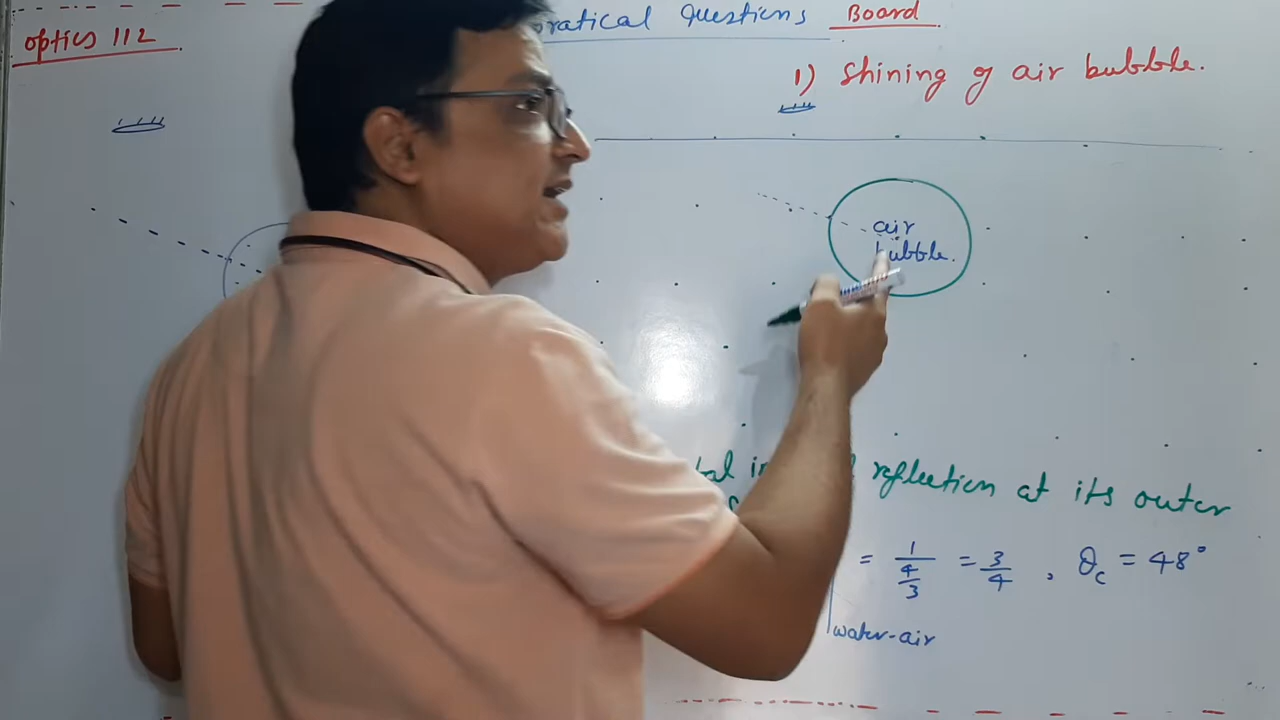 optics 112
Questions Board
1) Shining of air bubble.
air
bubble.
reflection at its outer
= 1 / 4/3 = 3/4 , θc = 48°
water-air